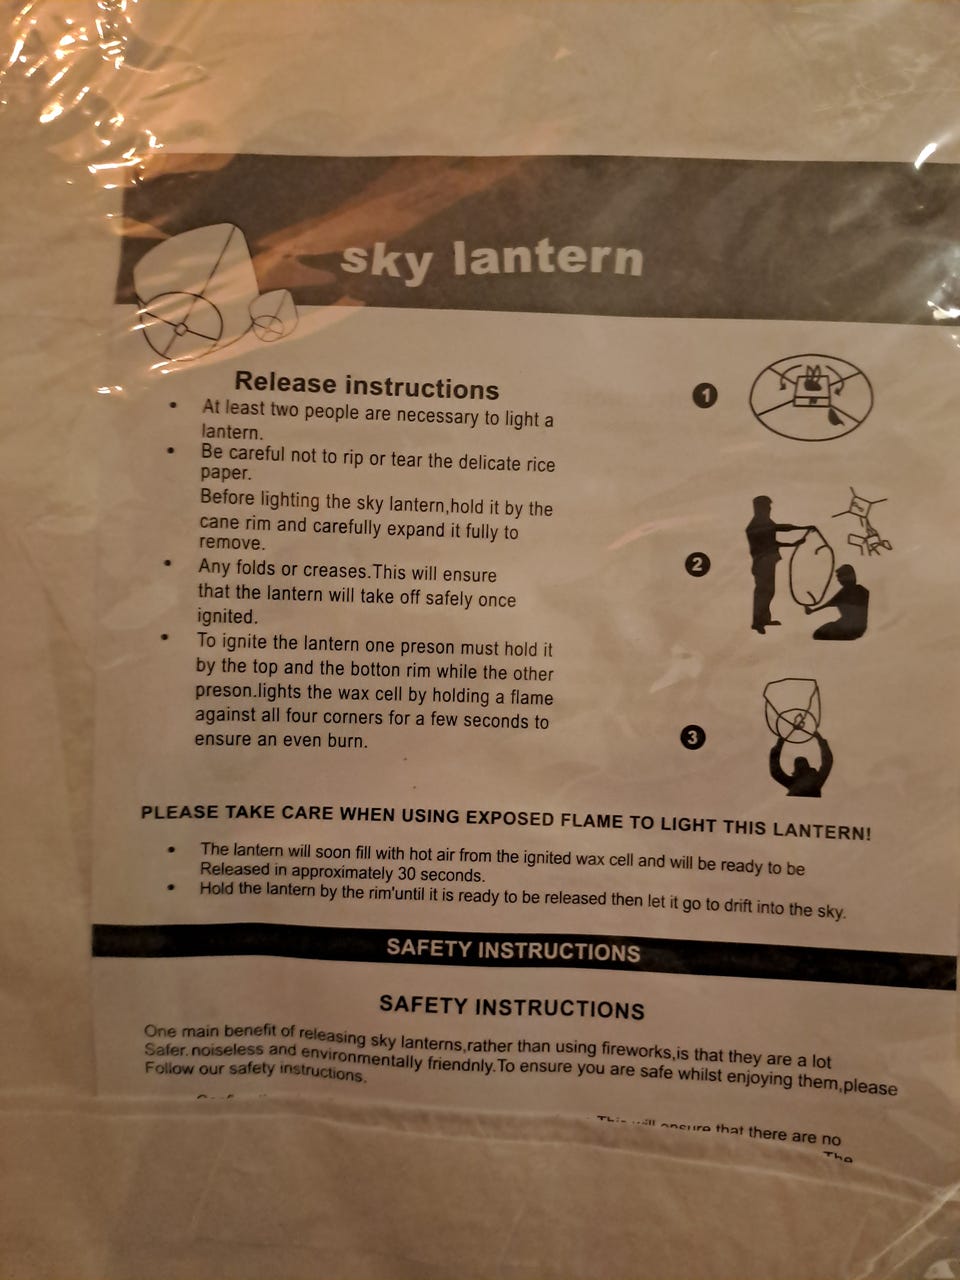 sky lantern
Release instructions
• At least two people are necessary to light a
lantern.
• Be careful not to rip or tear the delicate rice
paper.
Before lighting the sky lantern,hold it by the
cane rim and carefully expand it fully to
remove.
• Any folds or creases.This will ensure
that the lantern will take off safely once
ignited.
• To ignite the lantern one preson must hold it
by the top and the botton rim while the other
preson.lights the wax cell by holding a flame
against all four corners for a few seconds to
ensure an even burn.
1
2
3
PLEASE TAKE CARE WHEN USING EXPOSED FLAME TO LIGHT THIS LANTERN!
• The lantern will soon fill with hot air from the ignited wax cell and will be ready to be
Released in approximately 30 seconds.
• Hold the lantern by the rim'until it is ready to be released then let it go to drift into the sky.
SAFETY INSTRUCTIONS
SAFETY INSTRUCTIONS
One main benefit of releasing sky lanterns,rather than using fireworks,is that they are a lot
Safer.noiseless and environmentally friendnly.To ensure you are safe whilst enjoying them,please
Follow our safety instructions.
This will ensure that there are no
The